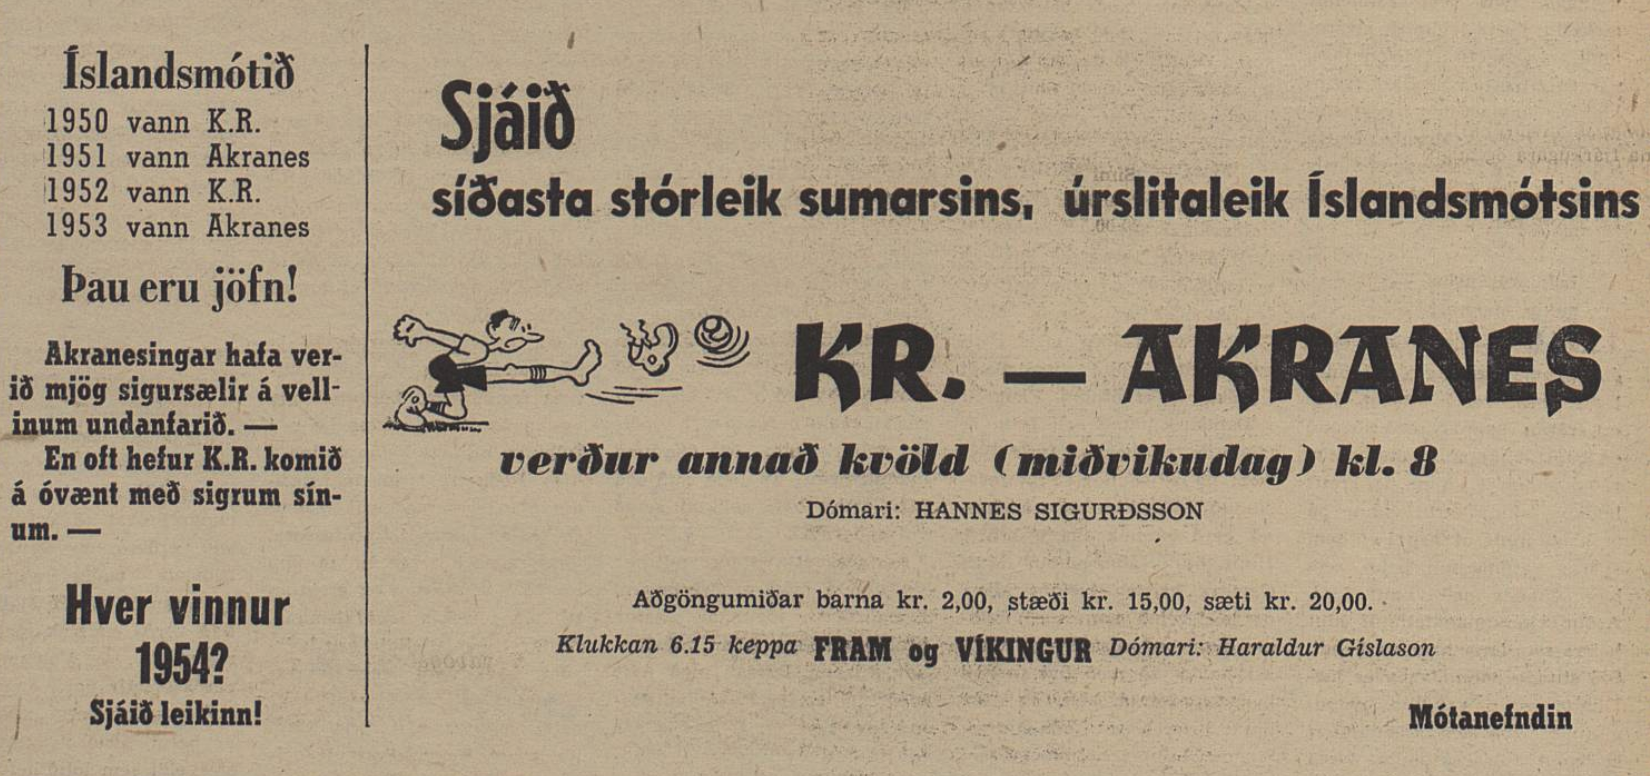 Íslandsmótið
1950 vann K.R.
1951 vann Akranes
1952 vann K.R.
1953 vann Akranes
Þau eru jöfn!
Akranesingar hafa ver-
ið mjög sigursælir á vell-
inum undanfarið. —
En oft hefur K.R. komið
á óvænt með sigrum sín-
um. —
Hver vinnur
1954?
Sjáið leikinn!
Sjáið
síðasta stórleik sumarsins, úrslitaleik Íslandsmótsins
KR. — AKRANES
verður annað kvöld (miðvikudag) kl. 8
Dómari: HANNES SIGURÐSSON
Aðgöngumiðar barna kr. 2,00, stæði kr. 15,00, sæti kr. 20,00.
Klukkan 6.15 keppa FRAM og VÍKINGUR Dómari: Haraldur Gíslason
Mótanefndin